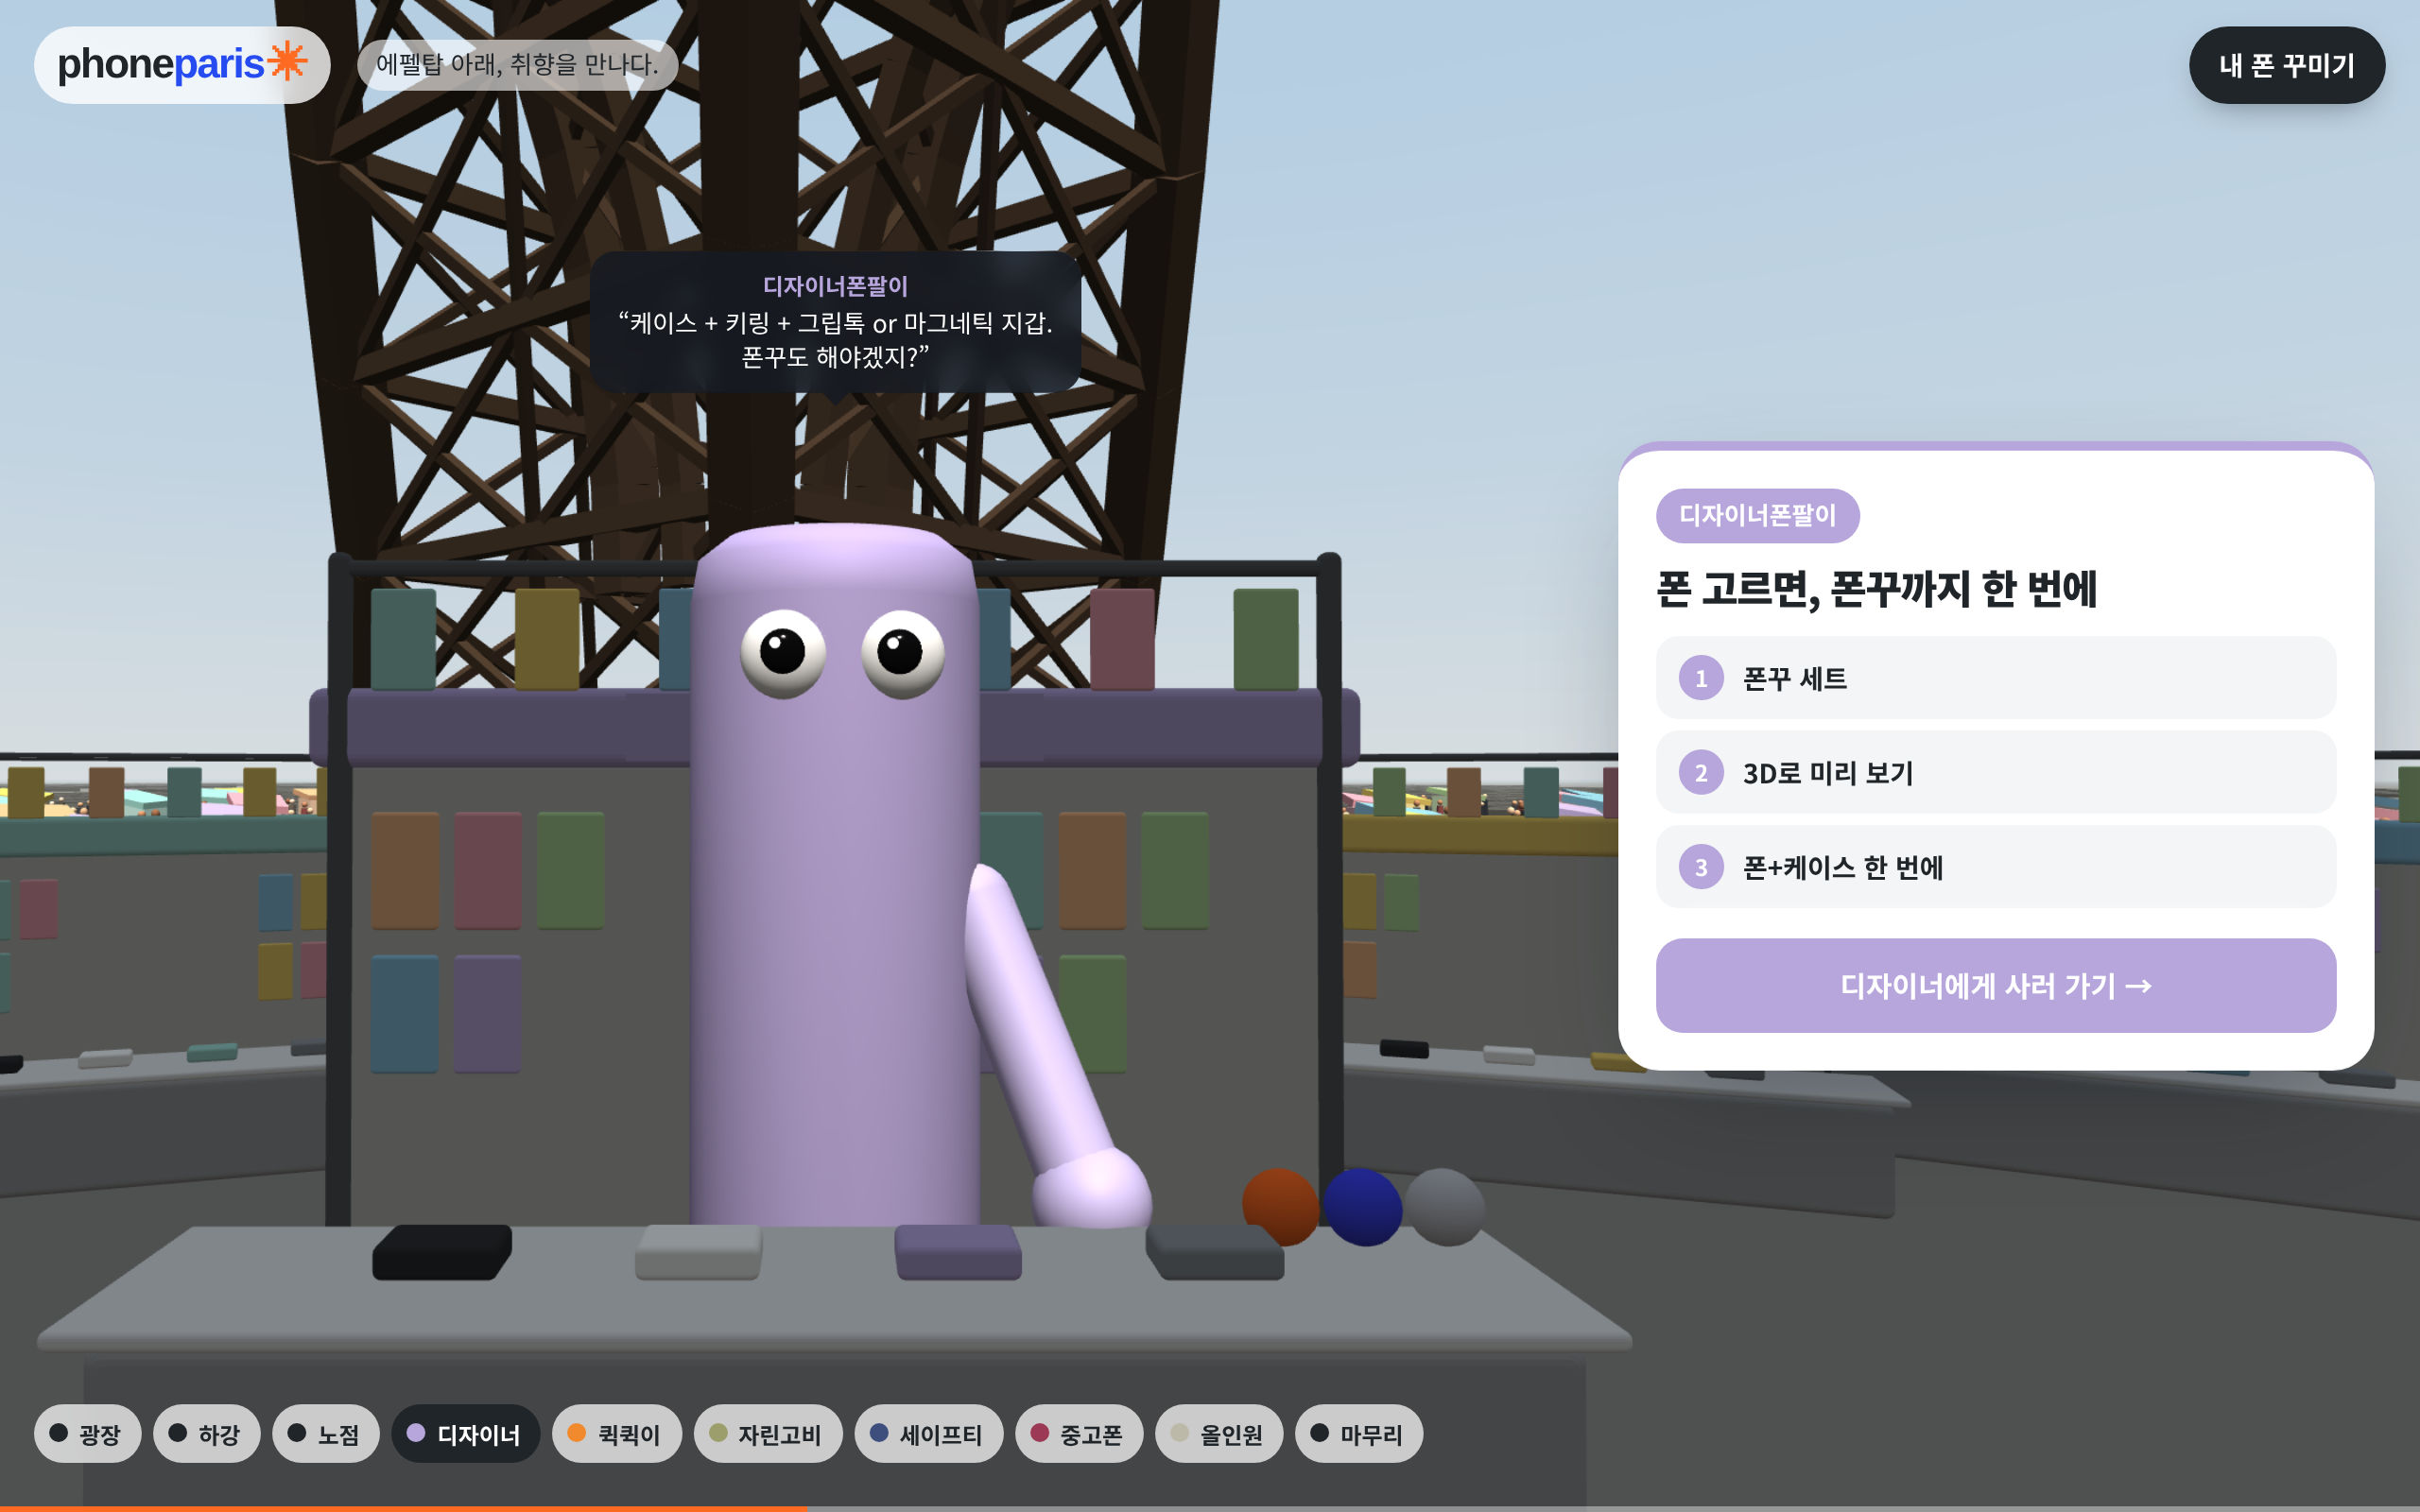 phoneparis
에펠탑 아래, 취향을 만나다.
내 폰 꾸미기
디자이너폰팔이
“케이스 + 키링 + 그립톡 or 마그네틱 지갑.
폰꾸도 해야겠지?”
디자이너폰팔이
폰 고르면, 폰꾸까지 한 번에
1 폰꾸 세트
2 3D로 미리 보기
3 폰+케이스 한 번에
디자이너에게 사러 가기 →
광장 하강 노점 디자이너 퀵퀵이 자린고비 세이프티 중고폰 올인원 마무리